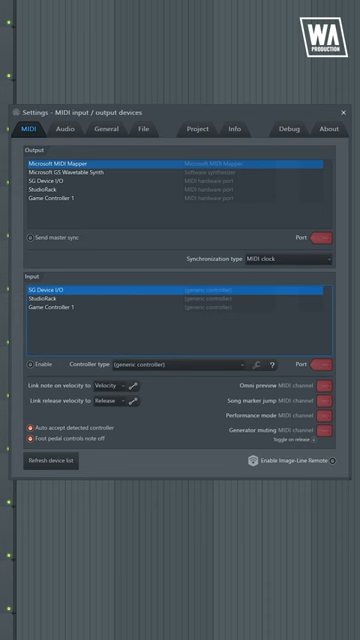 WA
PRODUCTION
Settings - MIDI input / output devices
MIDI Audio General File Project Info Debug About
Output
Microsoft MIDI Mapper Microsoft MIDI Mapper
Microsoft GS Wavetable Synth Software synthesizer
SG Device I/O MIDI hardware port
StudioRack MIDI hardware port
Game Controller 1 MIDI hardware port
Send master sync Port
Synchronization type MIDI clock
Input
SG Device I/O (generic controller)
StudioRack (generic controller)
Game Controller 1 (generic controller)
Enable Controller type (generic controller) ? Port
Link note on velocity to Velocity Omni preview MIDI channel
Link release velocity to Release Song marker jump MIDI channel
Performance mode MIDI channel
Auto accept detected controller Generator muting MIDI channel
Foot pedal controls note off Toggle on release
Refresh device list Enable Image-Line Remote